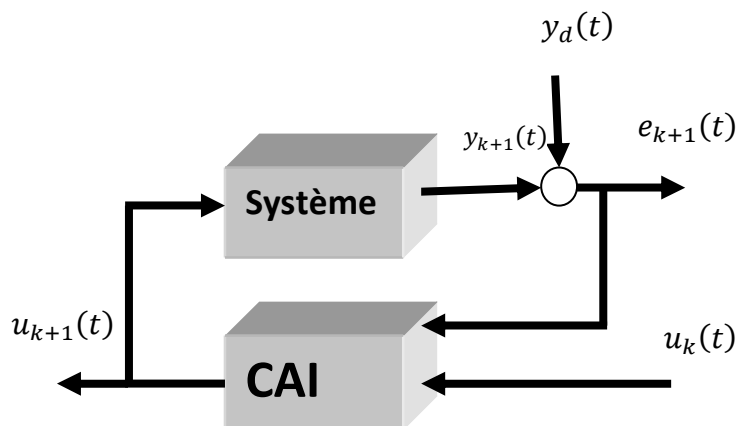 y_d(t)
y_{k+1}(t)
e_{k+1}(t)
Système
u_{k+1}(t)
CAI
u_k(t)